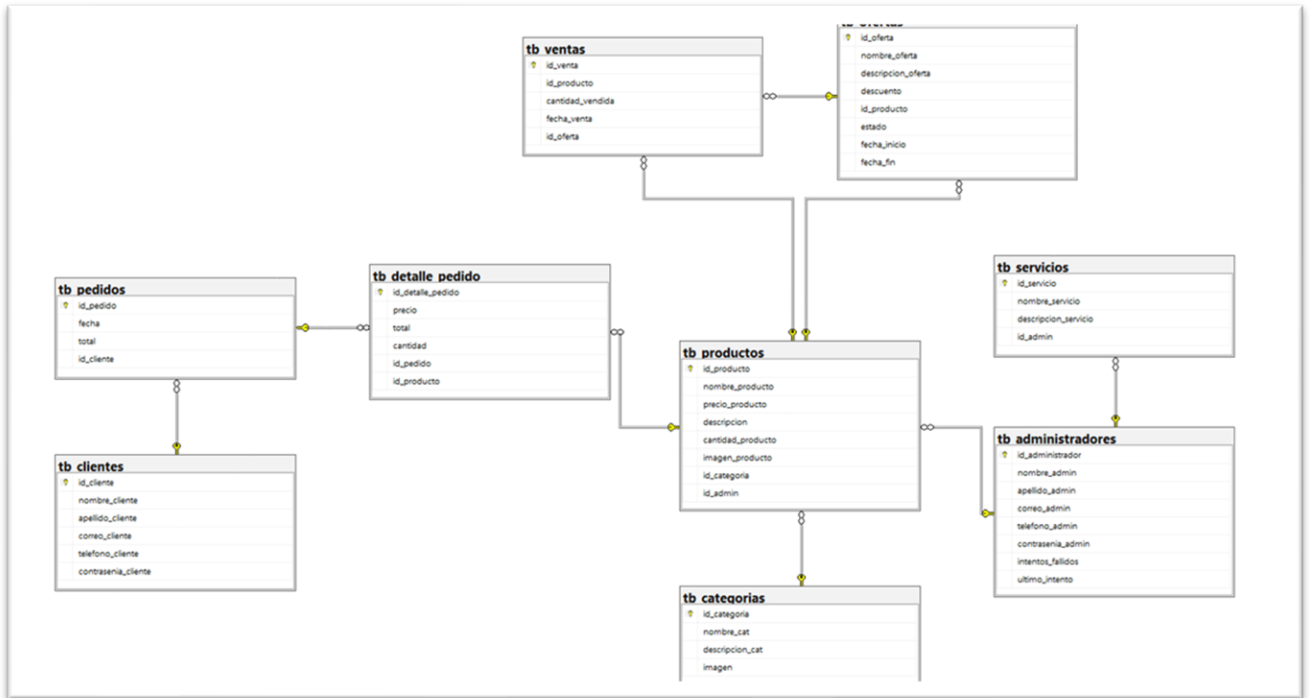 tb_ventas
id_venta
id_producto
cantidad_vendida
fecha_venta
id_oferta
tb_ofertas
id_oferta
nombre_oferta
descripcion_oferta
descuento
id_producto
estado
fecha_inicio
fecha_fin
tb_pedidos
id_pedido
fecha
total
id_cliente
tb_detalle_pedido
id_detalle_pedido
precio
total
cantidad
id_pedido
id_producto
tb_servicios
id_servicio
nombre_servicio
descripcion_servicio
id_admin
tb_productos
id_producto
nombre_producto
precio_producto
descripcion
cantidad_producto
imagen_producto
id_categoria
id_admin
tb_administradores
id_administrador
nombre_admin
apellido_admin
correo_admin
telefono_admin
contrasenia_admin
intentos_fallidos
ultimo_intento
tb_clientes
id_cliente
nombre_cliente
apellido_cliente
correo_cliente
telefono_cliente
contrasenia_cliente
tb_categorias
id_categoria
nombre_cat
descripcion_cat
imagen